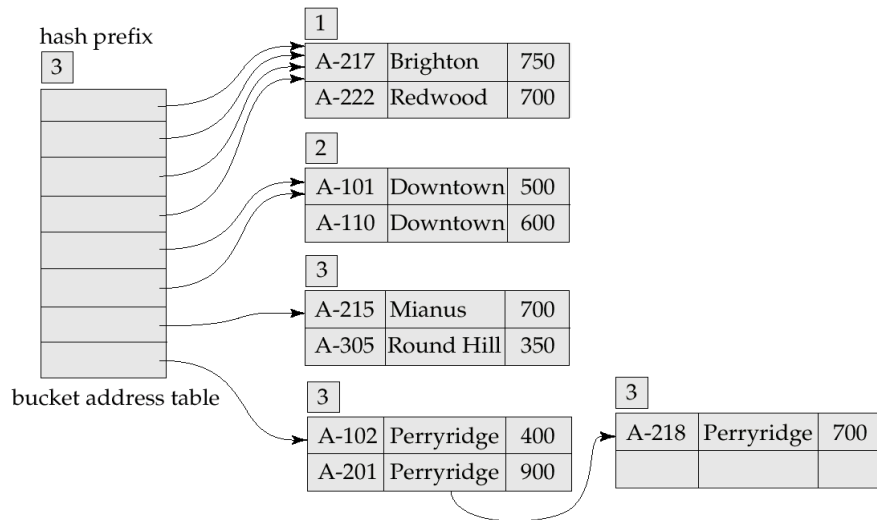 hash prefix
3
1
A-217 Brighton 750
A-222 Redwood 700
2
A-101 Downtown 500
A-110 Downtown 600
3
A-215 Mianus 700
A-305 Round Hill 350
bucket address table
3
A-102 Perryridge 400
A-201 Perryridge 900
3
A-218 Perryridge 700